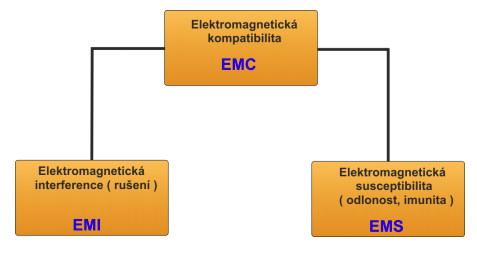 Elektromagnetická
kompatibilita
EMC
Elektromagnetická
interference ( rušení )
EMI
Elektromagnetická
susceptibilita
( odlonost, imunita )
EMS